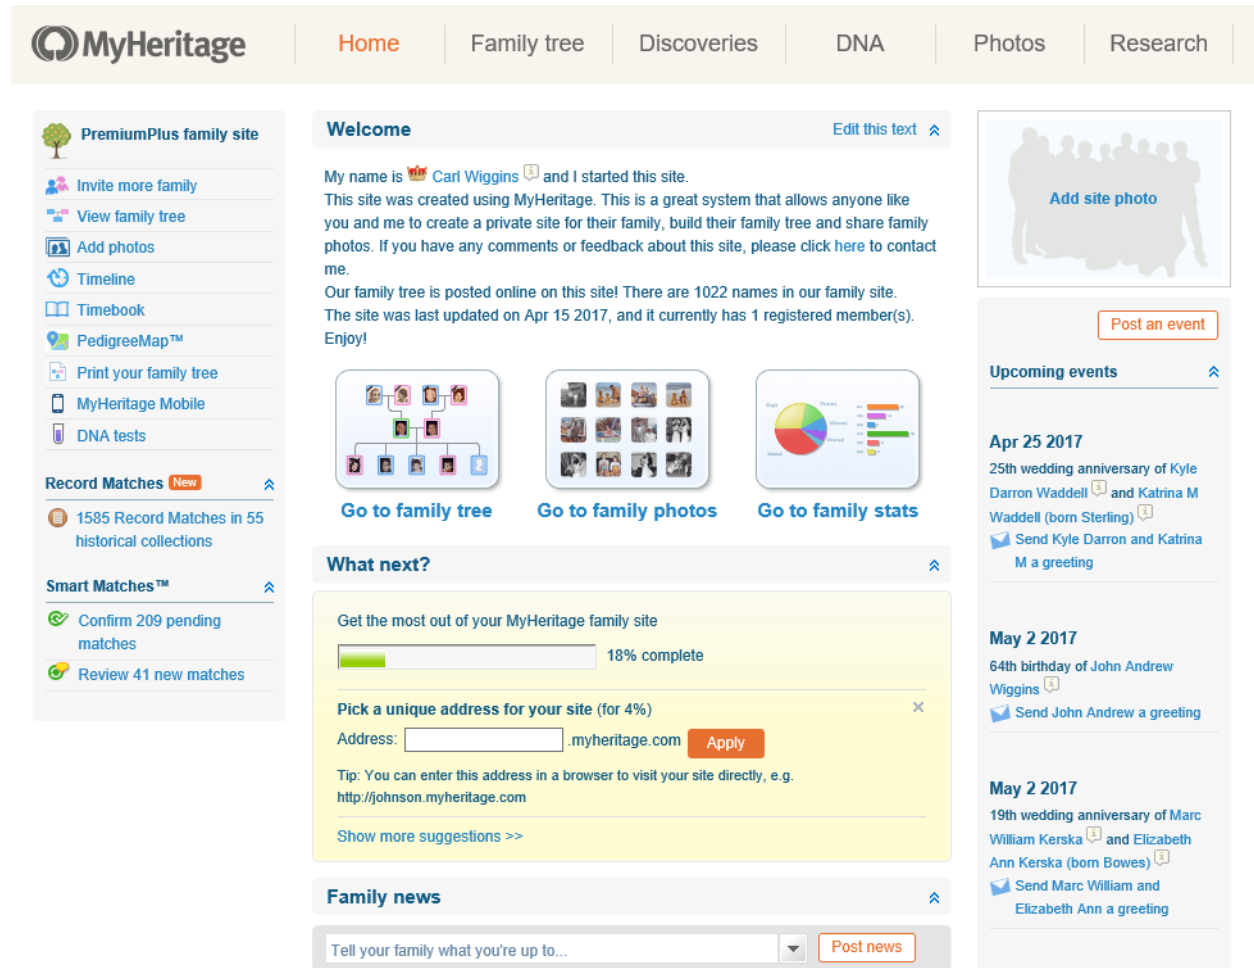 MyHeritage
Home
Family tree
Discoveries
DNA
Photos
Research
PremiumPlus family site
Invite more family
View family tree
Add photos
Timeline
Timebook
PedigreeMap™
Print your family tree
MyHeritage Mobile
DNA tests
Record Matches New
1585 Record Matches in 55
historical collections
Smart Matches™
Confirm 209 pending
matches
Review 41 new matches
Welcome
Edit this text
My name is Carl Wiggins and I started this site.
This site was created using MyHeritage. This is a great system that allows anyone like
you and me to create a private site for their family, build their family tree and share family
photos. If you have any comments or feedback about this site, please click here to contact
me.
Our family tree is posted online on this site! There are 1022 names in our family site.
The site was last updated on Apr 15 2017, and it currently has 1 registered member(s).
Enjoy!
Go to family tree
Go to family photos
Go to family stats
What next?
Get the most out of your MyHeritage family site
18% complete
Pick a unique address for your site (for 4%)
Address: .myheritage.com Apply
Tip: You can enter this address in a browser to visit your site directly, e.g.
http://johnson.myheritage.com
Show more suggestions >>
Family news
Tell your family what you're up to...
Post news
Add site photo
Post an event
Upcoming events
Apr 25 2017
25th wedding anniversary of Kyle
Darron Waddell and Katrina M
Waddell (born Sterling)
Send Kyle Darron and Katrina
M a greeting
May 2 2017
64th birthday of John Andrew
Wiggins
Send John Andrew a greeting
May 2 2017
19th wedding anniversary of Marc
William Kerska and Elizabeth
Ann Kerska (born Bowes)
Send Marc William and
Elizabeth Ann a greeting